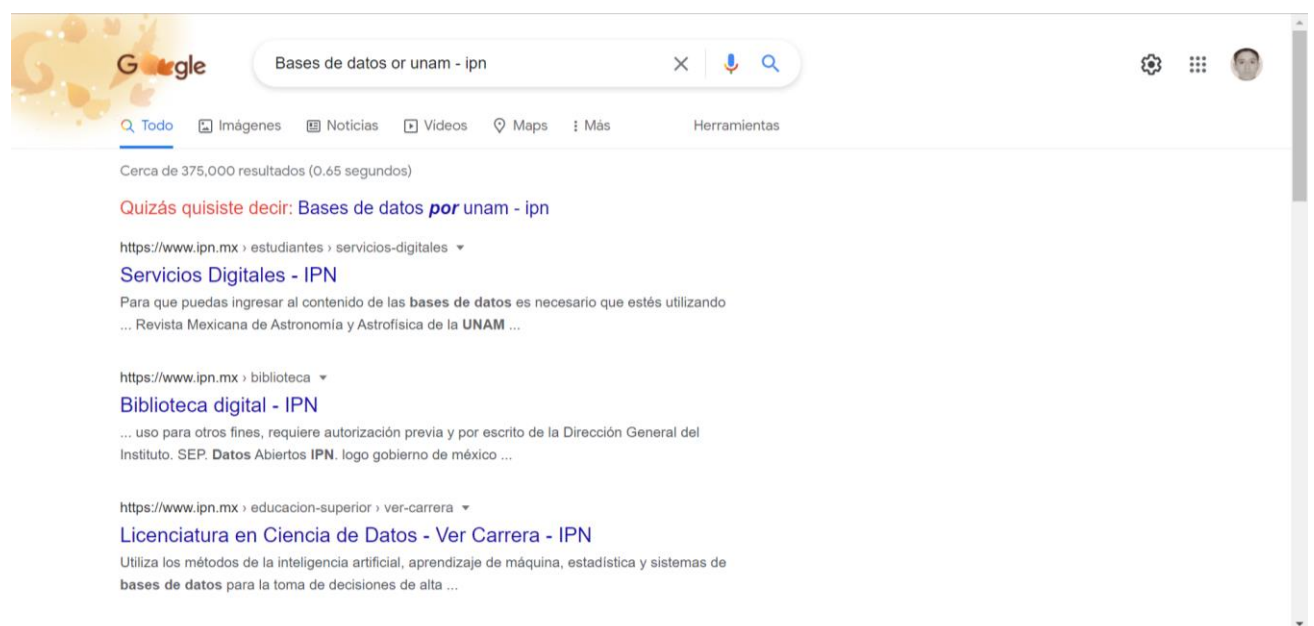 Google
Bases de datos or unam - ipn
Todo Imágenes Noticias Videos Maps Más Herramientas
Cerca de 375,000 resultados (0.65 segundos)
Quizás quisiste decir: Bases de datos por unam - ipn
https://www.ipn.mx › estudiantes › servicios-digitales
Servicios Digitales - IPN
Para que puedas ingresar al contenido de las bases de datos es necesario que estés utilizando
... Revista Mexicana de Astronomía y Astrofísica de la UNAM ...
https://www.ipn.mx › biblioteca
Biblioteca digital - IPN
... uso para otros fines, requiere autorización previa y por escrito de la Dirección General del
Instituto. SEP. Datos Abiertos IPN. logo gobierno de méxico ...
https://www.ipn.mx › educacion-superior › ver-carrera
Licenciatura en Ciencia de Datos - Ver Carrera - IPN
Utiliza los métodos de la inteligencia artificial, aprendizaje de máquina, estadística y sistemas de
bases de datos para la toma de decisiones de alta ...